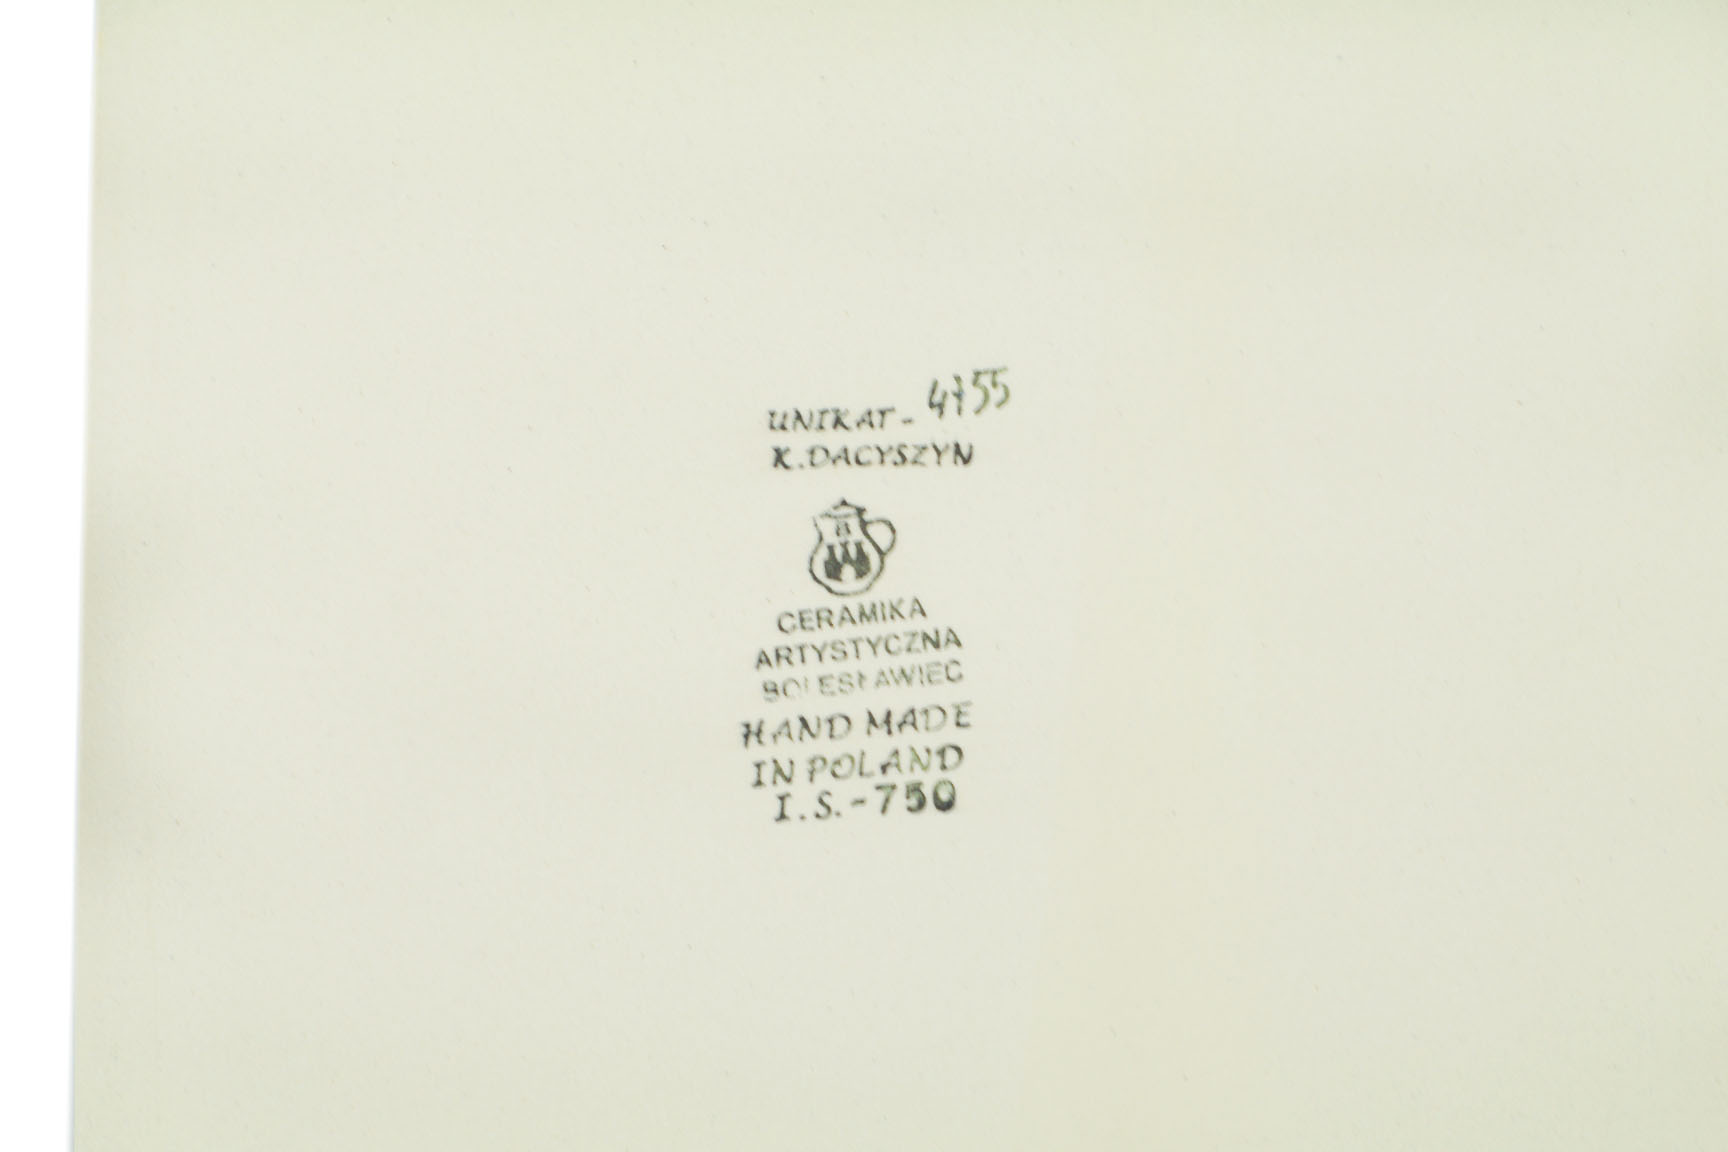 UNIKAT - 4755
K. DACYSZYN
B
CERAMIKA
ARTYSTYCZNA
BOLESŁAWIEC
HAND MADE
IN POLAND
I.S.-750